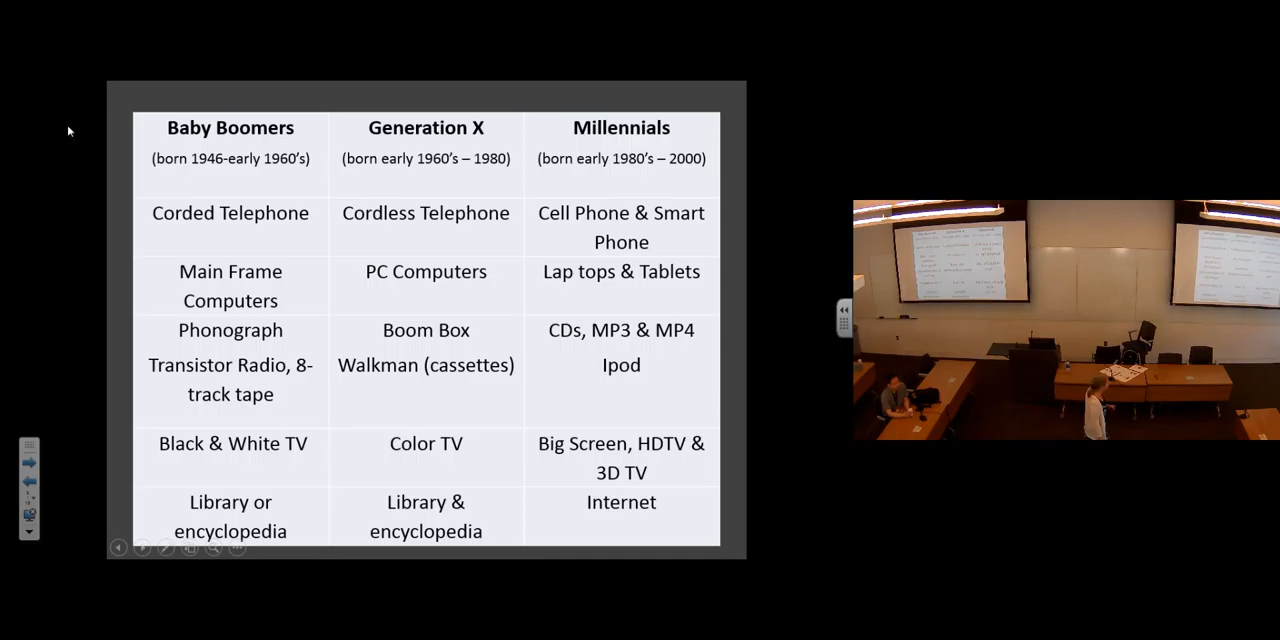 Baby Boomers
(born 1946-early 1960's)
Generation X
(born early 1960's – 1980)
Millennials
(born early 1980's – 2000)
Corded Telephone
Cordless Telephone
Cell Phone & Smart
Phone
Main Frame
Computers
PC Computers
Lap tops & Tablets
Phonograph
Boom Box
CDs, MP3 & MP4
Transistor Radio, 8-
track tape
Walkman (cassettes)
Ipod
Black & White TV
Color TV
Big Screen, HDTV &
3D TV
Library or
encyclopedia
Library &
encyclopedia
Internet